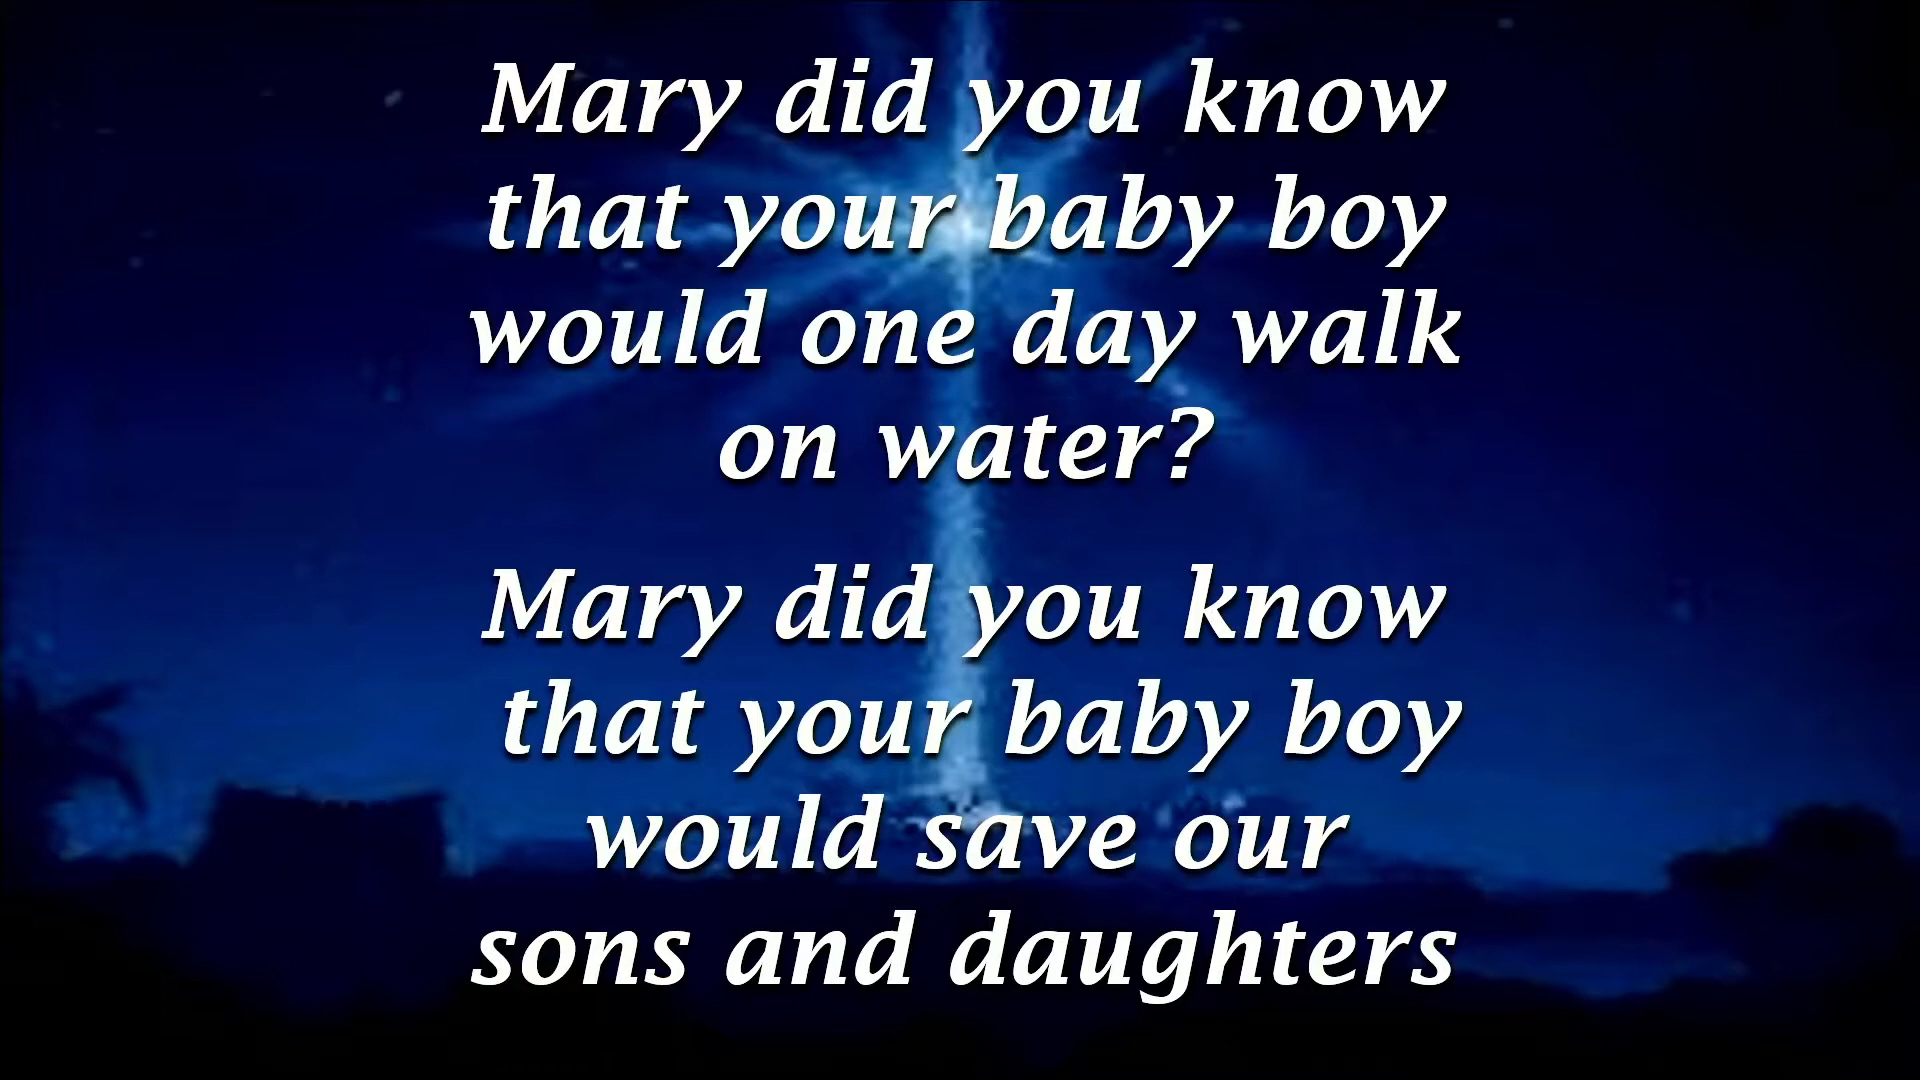 Mary did you know
that your baby boy
would one day walk
on water?
Mary did you know
that your baby boy
would save our
sons and daughters